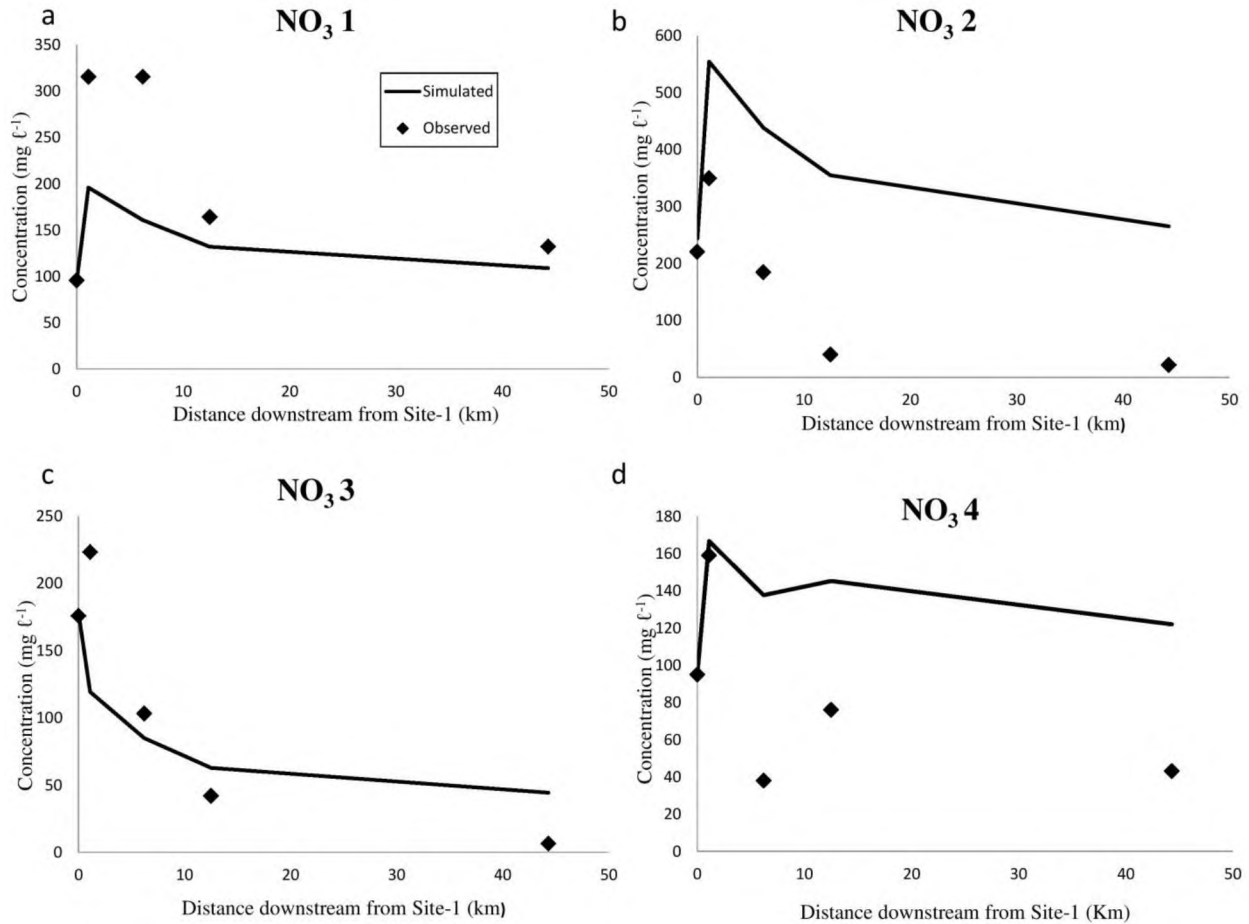 a
NO₃ 1
350
300
250
200
150
100
50
0
Concentration (mg ℓ⁻¹)
Simulated
Observed
0 10 20 30 40 50
Distance downstream from Site-1 (km)
b
NO₃ 2
600
500
400
300
200
100
0
Concentration (mg ℓ⁻¹)
0 10 20 30 40 50
Distance downstream from Site-1 (km)
c
NO₃ 3
250
200
150
100
50
0
Concentration (mg ℓ⁻¹)
0 10 20 30 40 50
Distance downstream from Site-1 (km)
d
NO₃ 4
180
160
140
120
100
80
60
40
20
0
Concentration (mg ℓ⁻¹)
0 10 20 30 40 50
Distance downstream from Site-1 (Km)